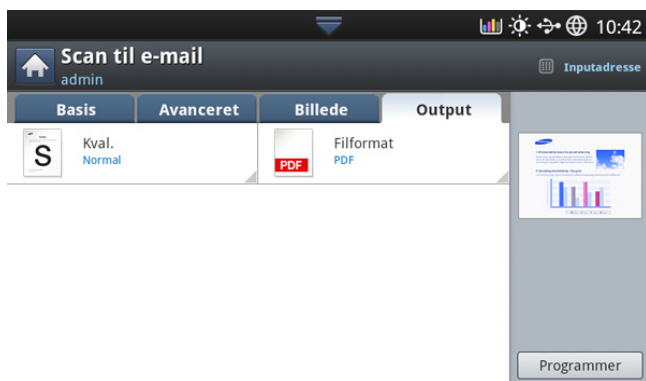 10:42
Scan til e-mail
admin
Inputadresse
Basis
Avanceret
Billede
Output
S
Kval.
Normal
PDF
Filformat
PDF
Programmer